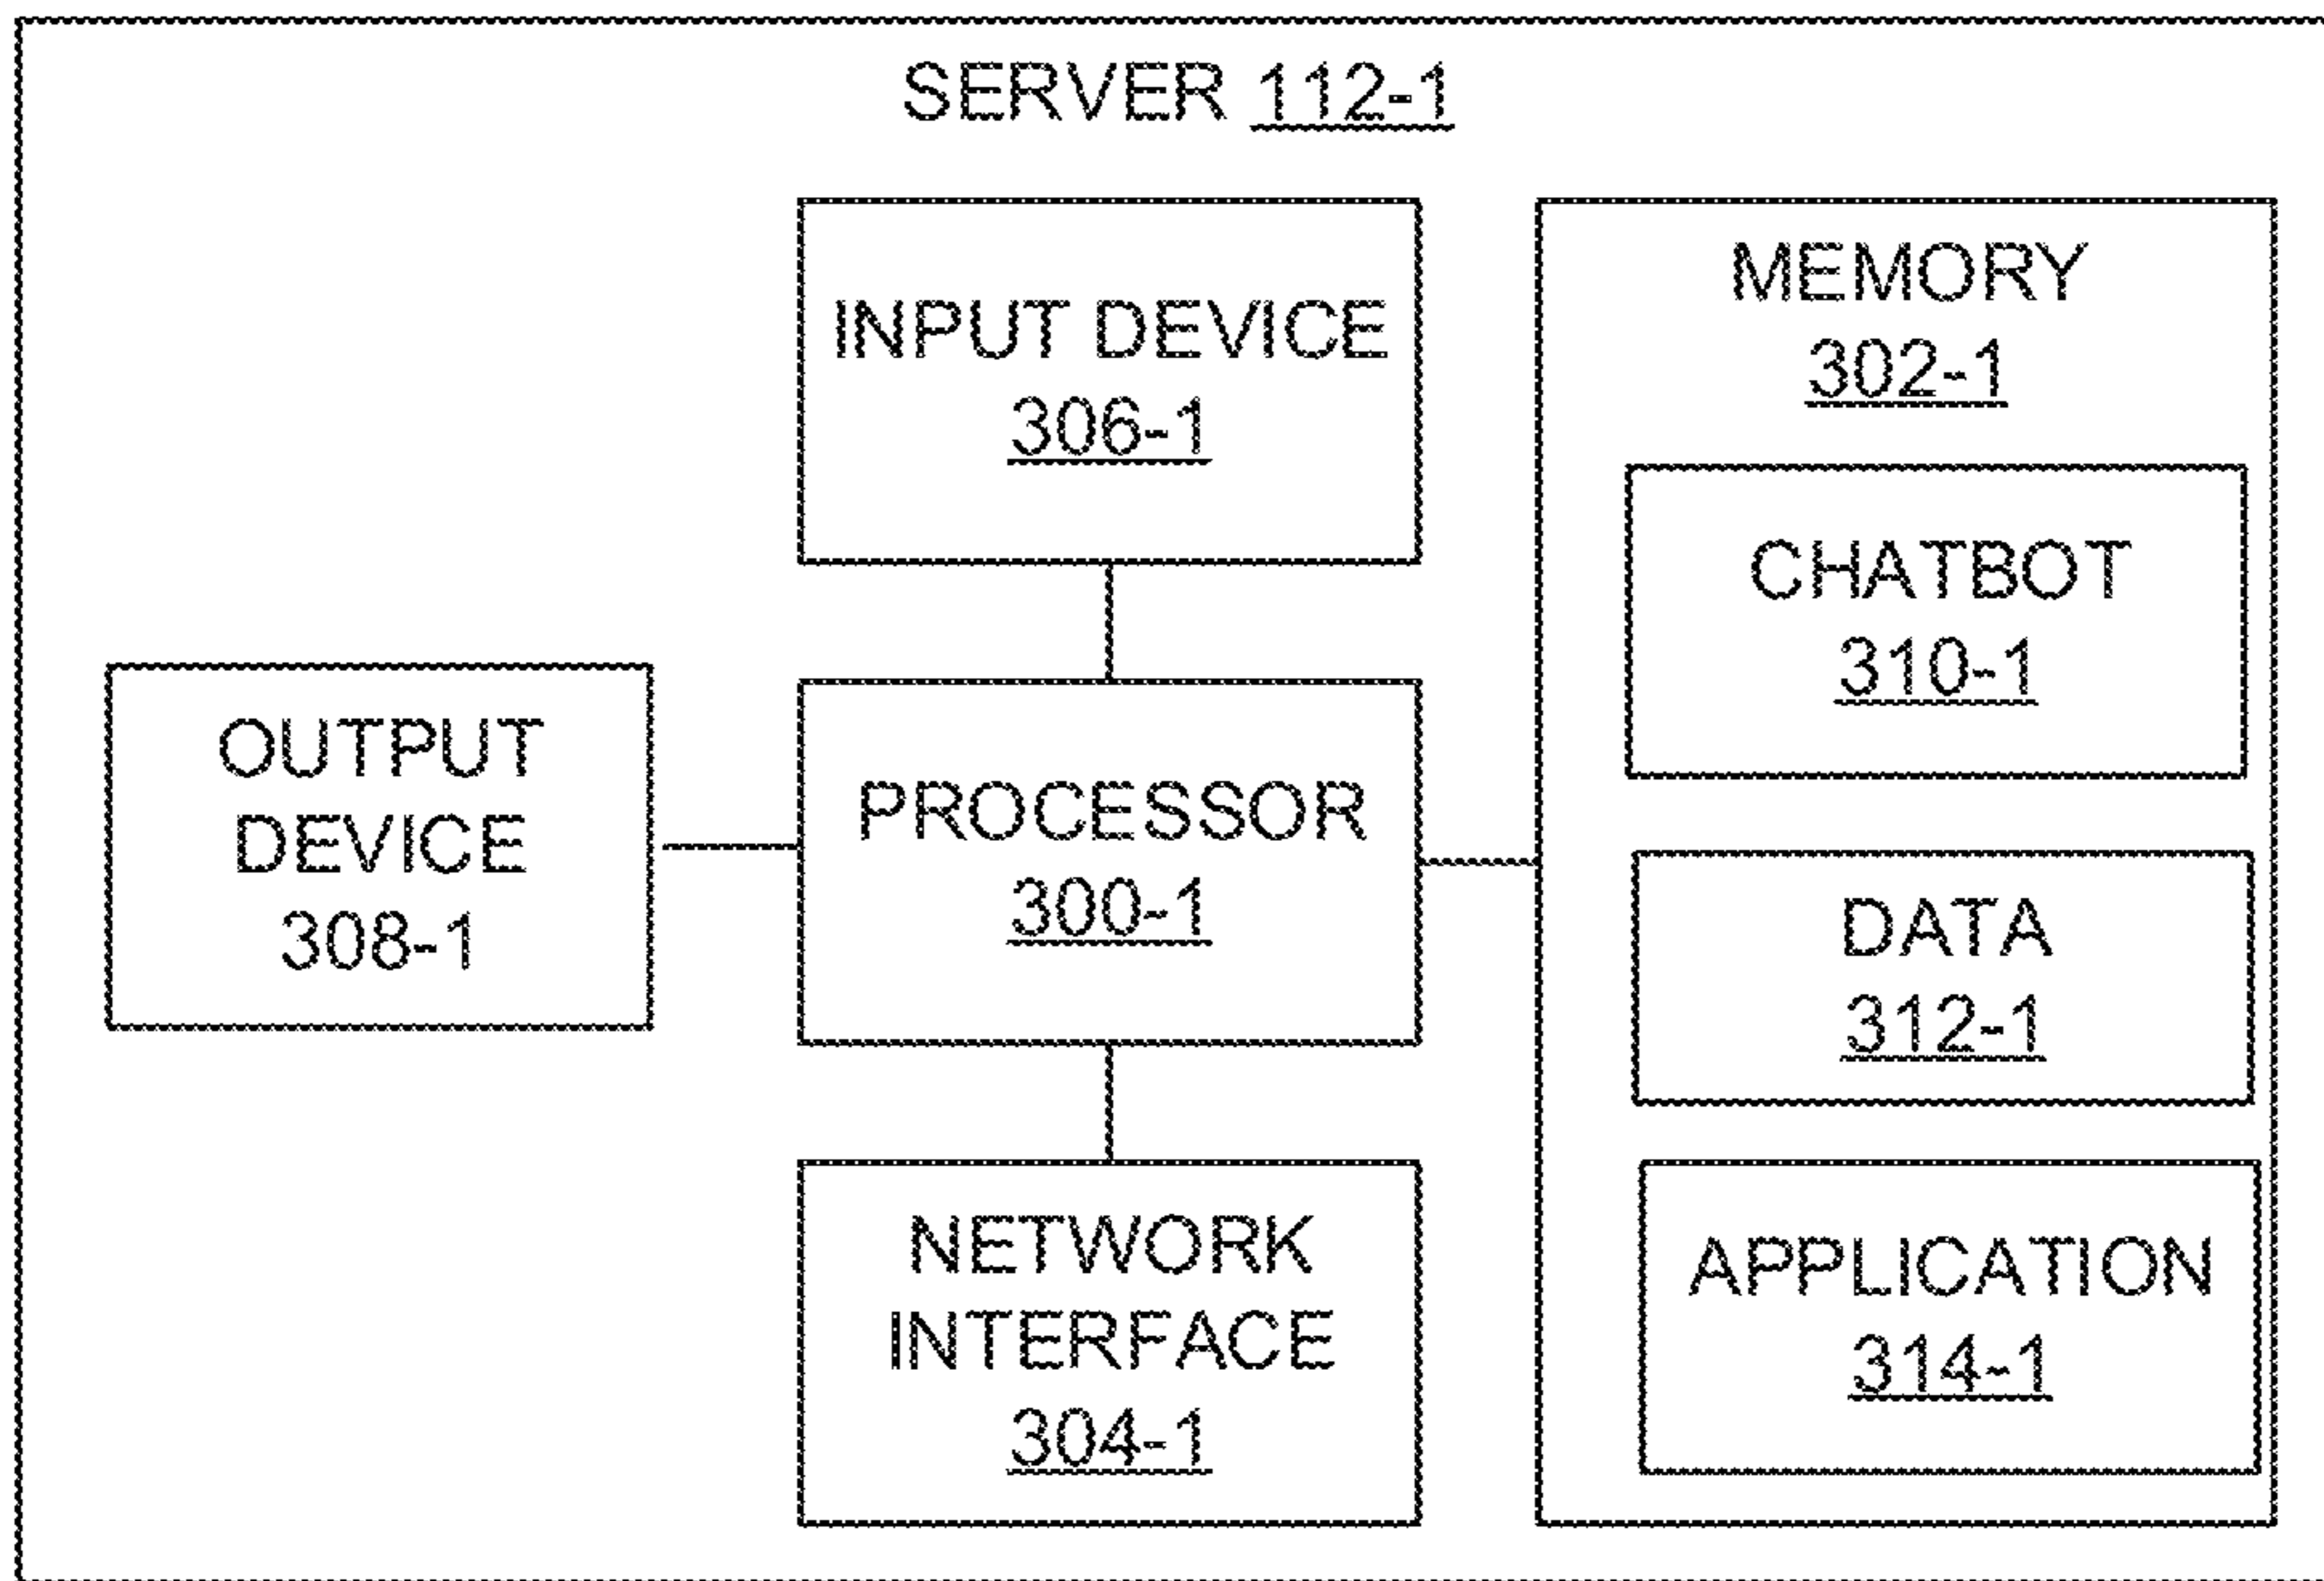 SERVER 112-1
INPUT DEVICE
306-1
MEMORY
302-1
CHATBOT
310-1
OUTPUT
DEVICE
308-1
PROCESSOR
300-1
DATA
312-1
NETWORK
INTERFACE
304-1
APPLICATION
314-1